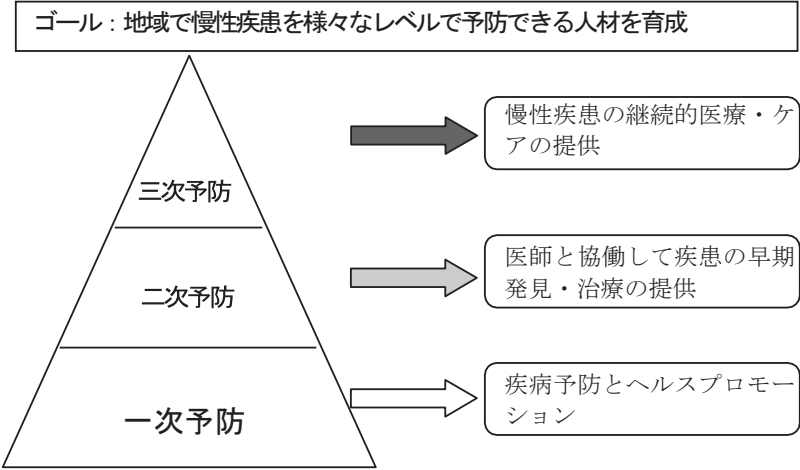 ゴール：地域で慢性疾患を様々なレベルで予防できる人材を育成
慢性疾患の継続的医療・ケ
アの提供
三次予防
医師と協働して疾患の早期
発見・治療の提供
二次予防
疾病予防とヘルスプロモー
ション
一次予防